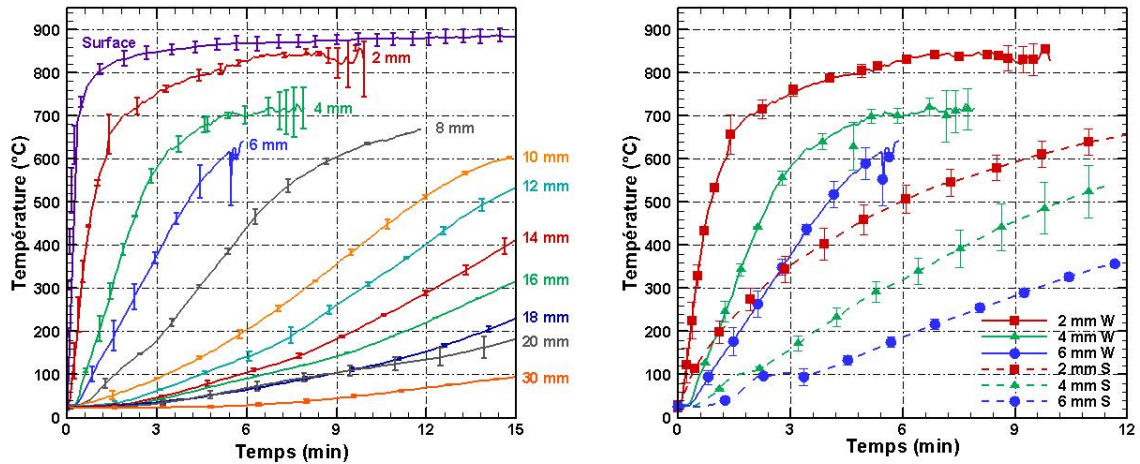 900
800
700
600
500
400
300
200
100
0
Température (°C)
0 3 6 9 12 15
Temps (min)
Surface
2 mm
4 mm
6 mm
8 mm
10 mm
12 mm
14 mm
16 mm
18 mm
20 mm
30 mm
900
800
700
600
500
400
300
200
100
0
Température (°C)
0 3 6 9 12
Temps (min)
2 mm W
4 mm W
6 mm W
2 mm S
4 mm S
6 mm S